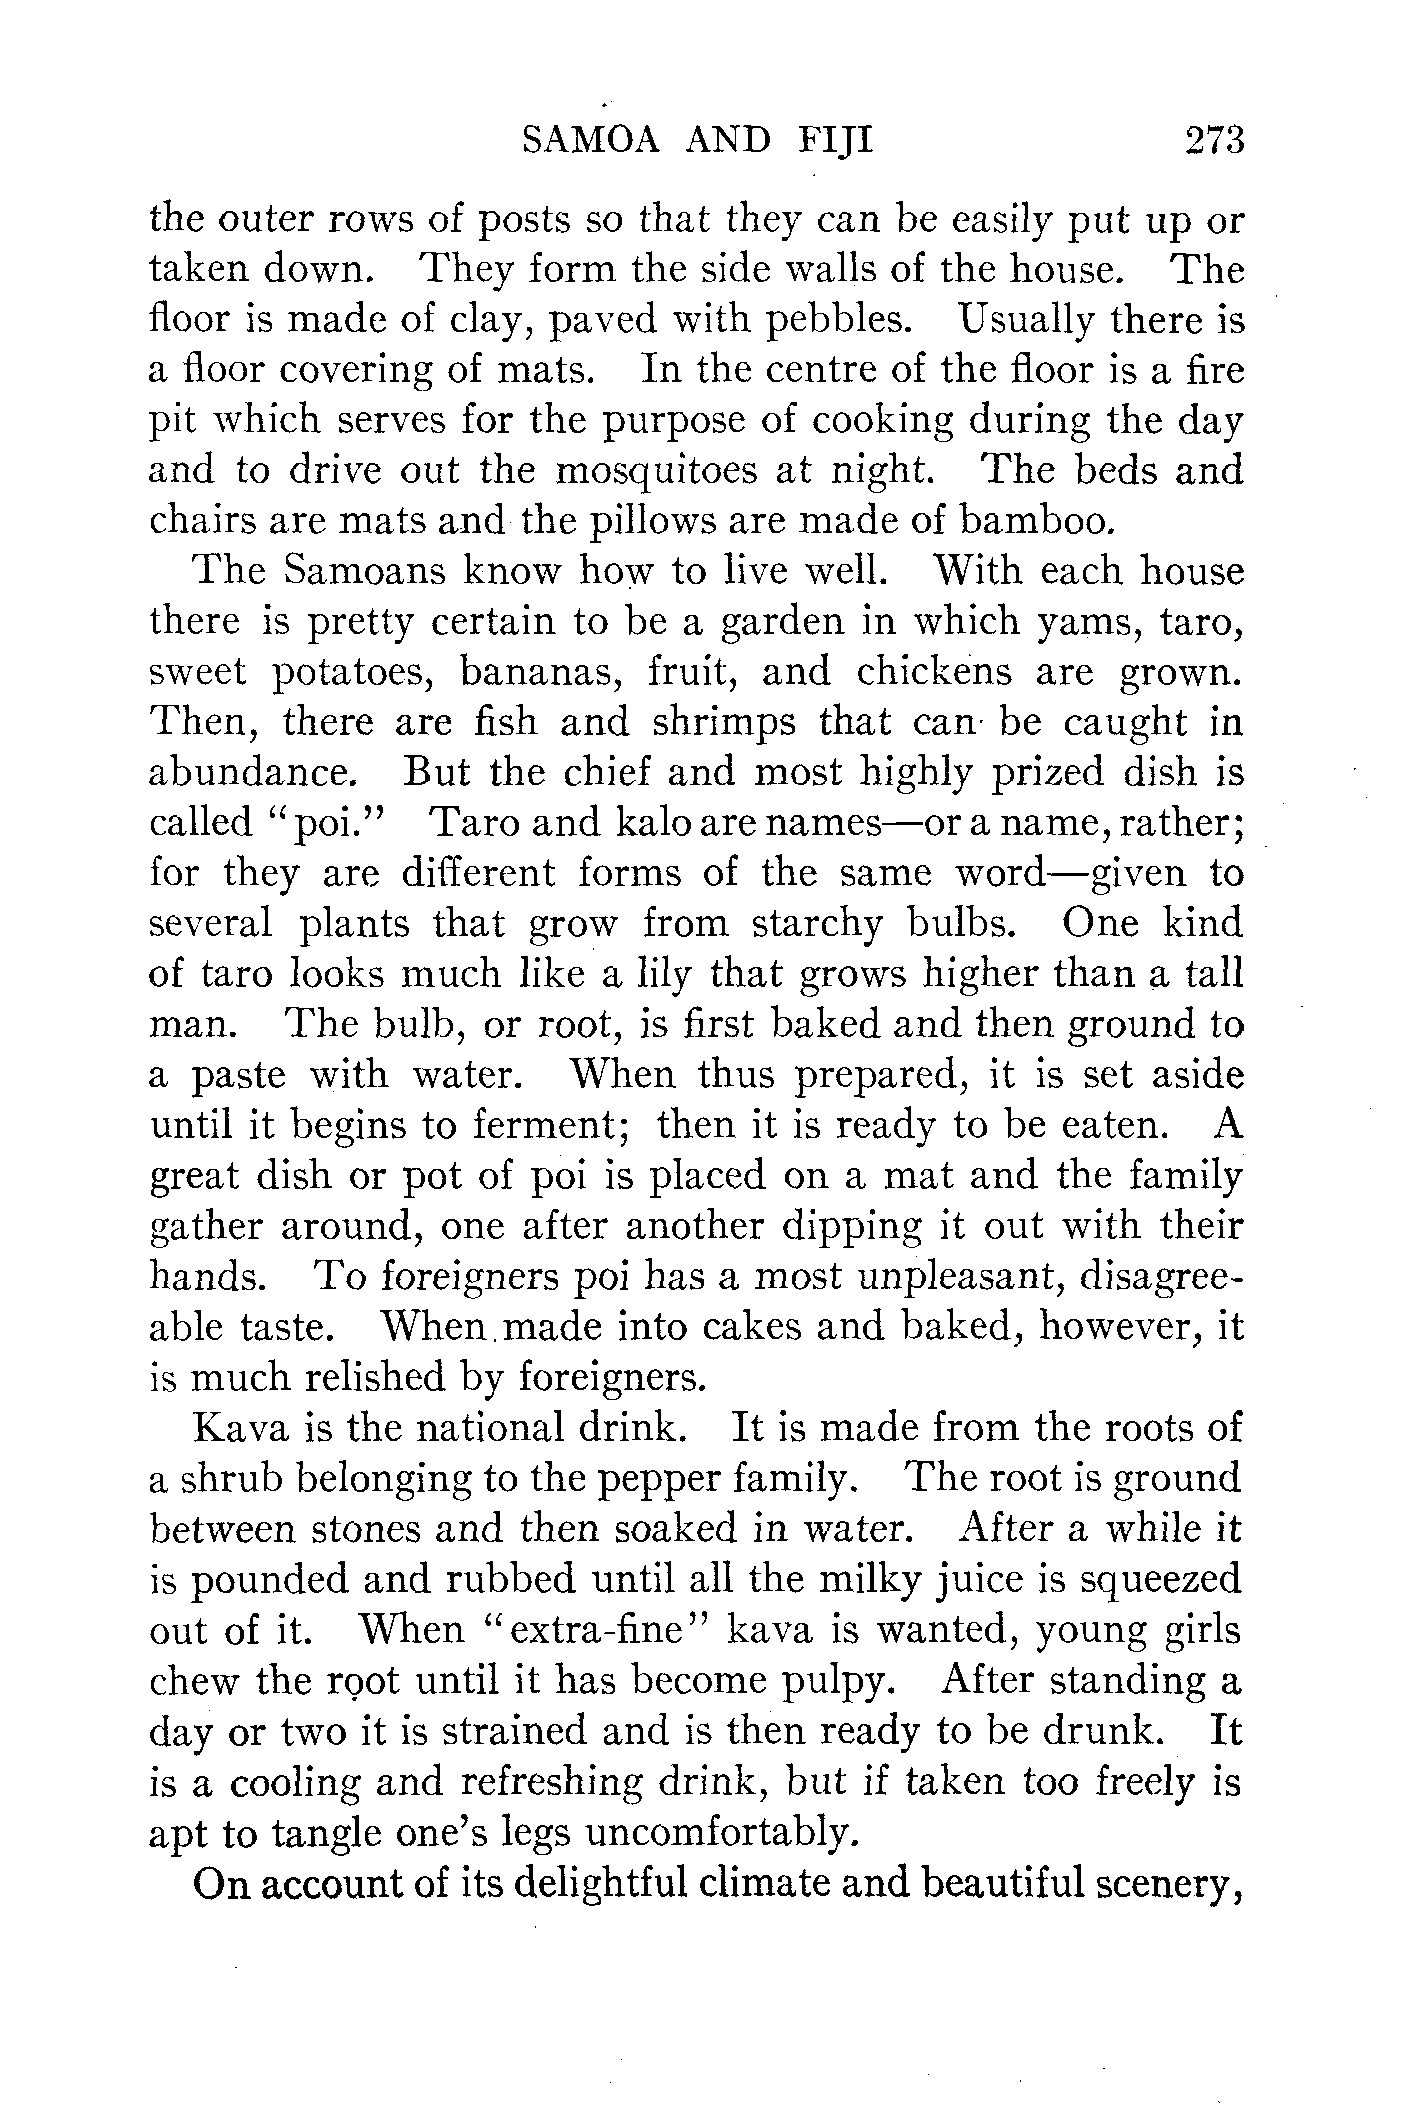 SAMOA AND FIJI 273
the outer rows of posts so that they can be easily put up or
taken down. They form the side walls of the house. The
floor is made of clay, paved with pebbles. Usually there is
a floor covering of mats. In the centre of the floor is a fire
pit which serves for the purpose of cooking during the day
and to drive out the mosquitoes at night. The beds and
chairs are mats and the pillows are made of bamboo.
The Samoans know how to live well. With each house
there is pretty certain to be a garden in which yams, taro,
sweet potatoes, bananas, fruit, and chickens are grown.
Then, there are fish and shrimps that can be caught in
abundance. But the chief and most highly prized dish is
called “poi.” Taro and kalo are names—or a name, rather;
for they are different forms of the same word—given to
several plants that grow from starchy bulbs. One kind
of taro looks much like a lily that grows higher than a tall
man. The bulb, or root, is first baked and then ground to
a paste with water. When thus prepared, it is set aside
until it begins to ferment; then it is ready to be eaten. A
great dish or pot of poi is placed on a mat and the family
gather around, one after another dipping it out with their
hands. To foreigners poi has a most unpleasant, disagree-
able taste. When made into cakes and baked, however, it
is much relished by foreigners.
Kava is the national drink. It is made from the roots of
a shrub belonging to the pepper family. The root is ground
between stones and then soaked in water. After a while it
is pounded and rubbed until all the milky juice is squeezed
out of it. When “extra-fine” kava is wanted, young girls
chew the root until it has become pulpy. After standing a
day or two it is strained and is then ready to be drunk. It
is a cooling and refreshing drink, but if taken too freely is
apt to tangle one’s legs uncomfortably.
On account of its delightful climate and beautiful scenery,